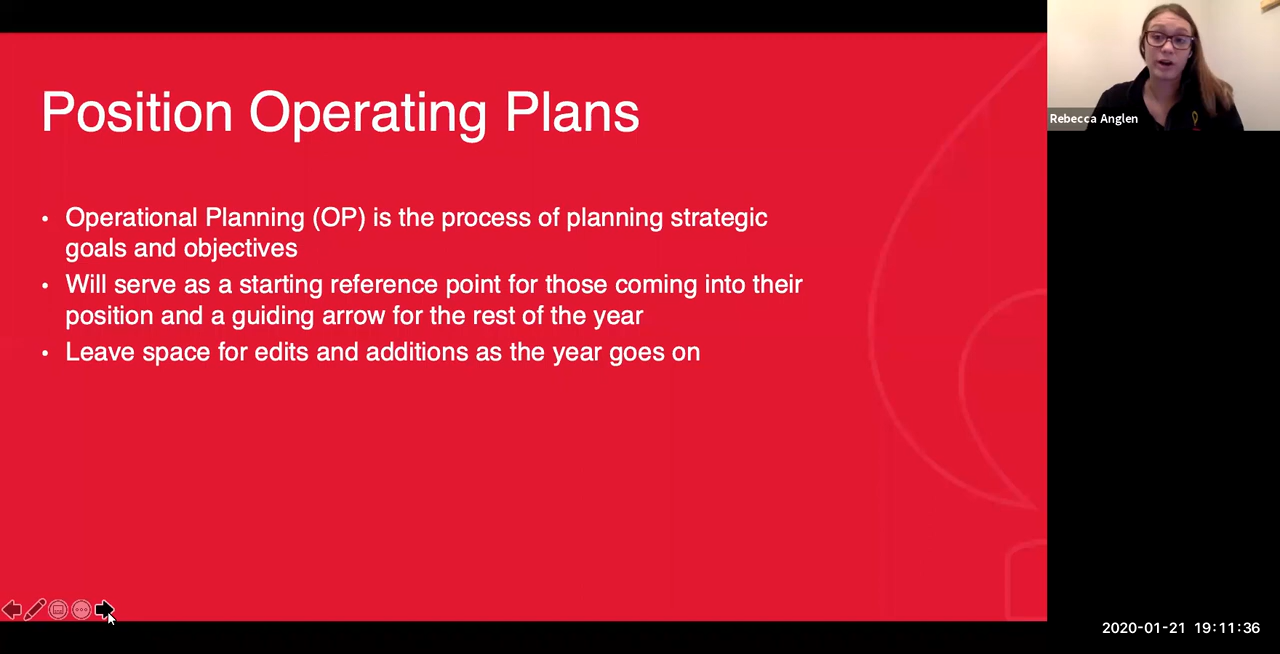 Position Operating Plans
• Operational Planning (OP) is the process of planning strategic
goals and objectives
• Will serve as a starting reference point for those coming into their
position and a guiding arrow for the rest of the year
• Leave space for edits and additions as the year goes on
Rebecca Anglen
2020-01-21 19:11:36